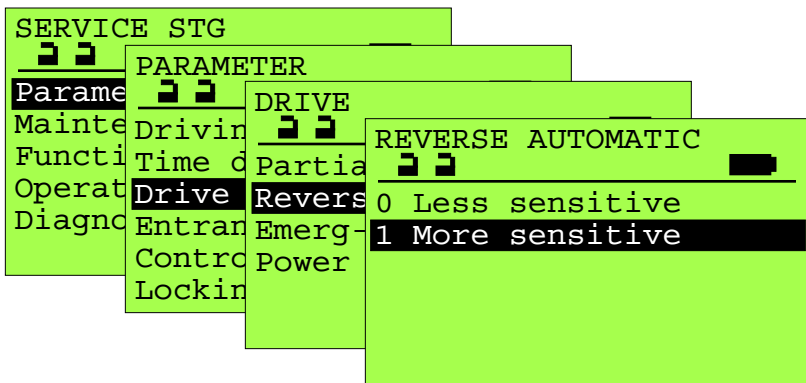 SERVICE STG
Parame
Mainte
Functi
Operat
Diagno
PARAMETER
Drivin
Time d
Drive
Entran
Contro
Lockin
DRIVE
Partia
Revers
Emerg-
Power
REVERSE AUTOMATIC
0 Less sensitive
1 More sensitive